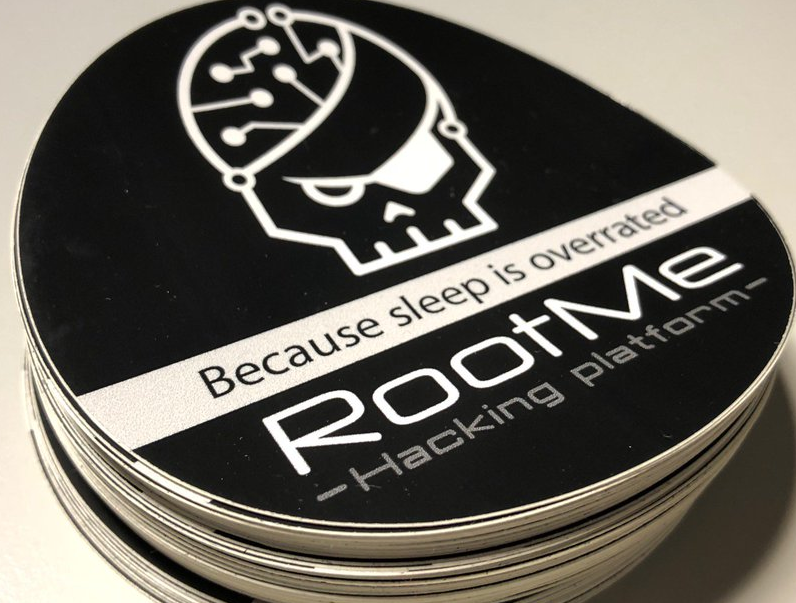 Because sleep is overrated
RootMe
-Hacking platform-